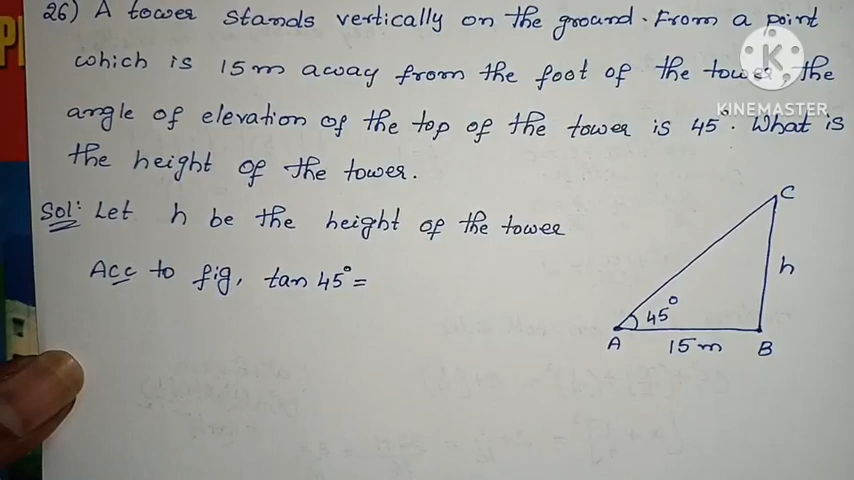 26) A tower stands vertically on the ground. From a point
which is 15m away from the foot of the tower, the
angle of elevation of the top of the tower is 45°. What is
the height of the tower.
Sol: Let h be the height of the tower
Acc to fig, tan 45° =
K
KINEMASTER
C
h
45°
A
15m
B